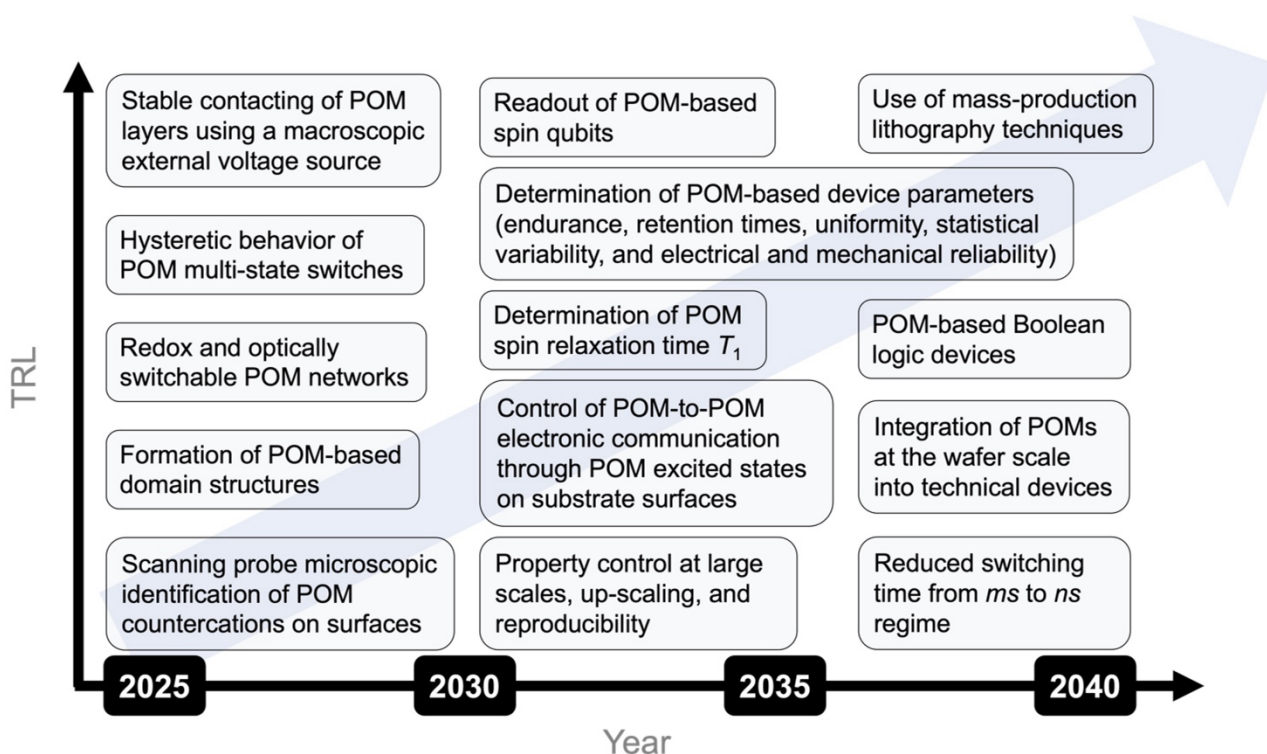 TRL
Stable contacting of POM
layers using a macroscopic
external voltage source
Hysteretic behavior of
POM multi-state switches
Redox and optically
switchable POM networks
Formation of POM-based
domain structures
Scanning probe microscopic
identification of POM
countercations on surfaces
Readout of POM-based
spin qubits
Determination of POM-based device parameters
(endurance, retention times, uniformity, statistical
variability, and electrical and mechanical reliability)
Determination of POM
spin relaxation time T₁
Control of POM-to-POM
electronic communication
through POM excited states
on substrate surfaces
Property control at large
scales, up-scaling, and
reproducibility
Use of mass-production
lithography techniques
POM-based Boolean
logic devices
Integration of POMs
at the wafer scale
into technical devices
Reduced switching
time from ms to ns
regime
2025
2030
2035
2040
Year